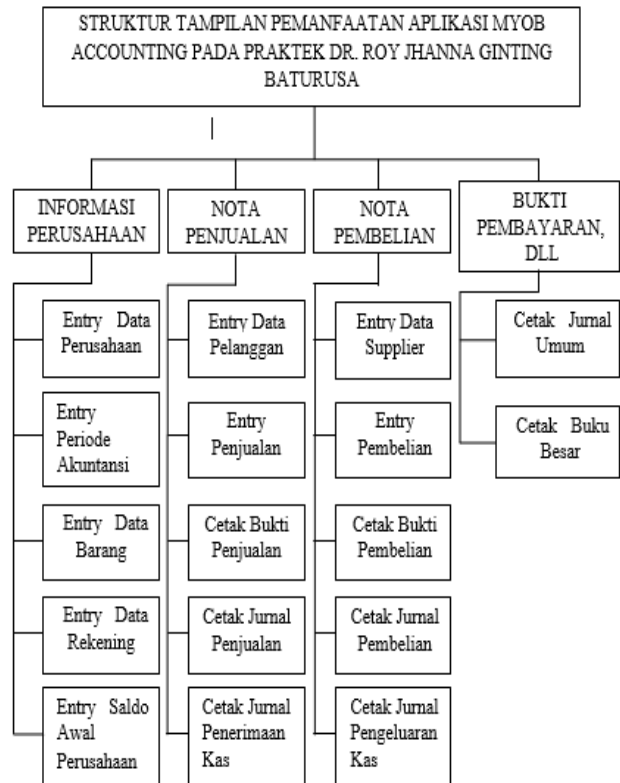 STRUKTUR TAMPILAN PEMANFAATAN APLIKASI MYOB
ACCOUNTING PADA PRAKTEK DR. ROY JHANNA GINTING
BATURUSA
INFORMASI
PERUSAHAAN
Entry Data
Perusahaan
Entry
Periode
Akuntansi
Entry Data
Barang
Entry Data
Rekening
Entry Saldo
Awal
Perusahaan
NOTA
PENJUALAN
Entry Data
Pelanggan
Entry
Penjualan
Cetak Bukti
Penjualan
Cetak Jurnal
Penjualan
Cetak Jurnal
Penerimaan
Kas
NOTA
PEMBELIAN
Entry Data
Supplier
Entry
Pembelian
Cetak Bukti
Pembelian
Cetak Jurnal
Pembelian
Cetak Jurnal
Pengeluaran
Kas
BUKTI
PEMBAYARAN,
DLL
Cetak Jurnal
Umum
Cetak Buku
Besar